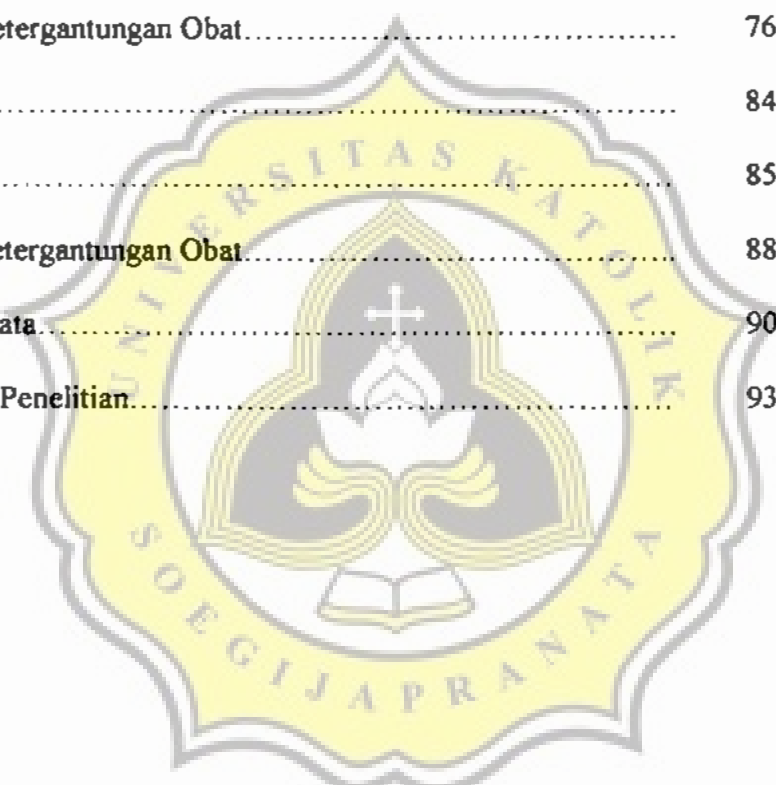 etergantungan Obat........................................................ 76
........................................................................................ 84
........................................................................................ 85
etergantungan Obat........................................................ 88
ata.................................................................................. 90
Penelitian....................................................................... 93
UNIVERSITAS KATOLIK
SOEGIJAPRANATA